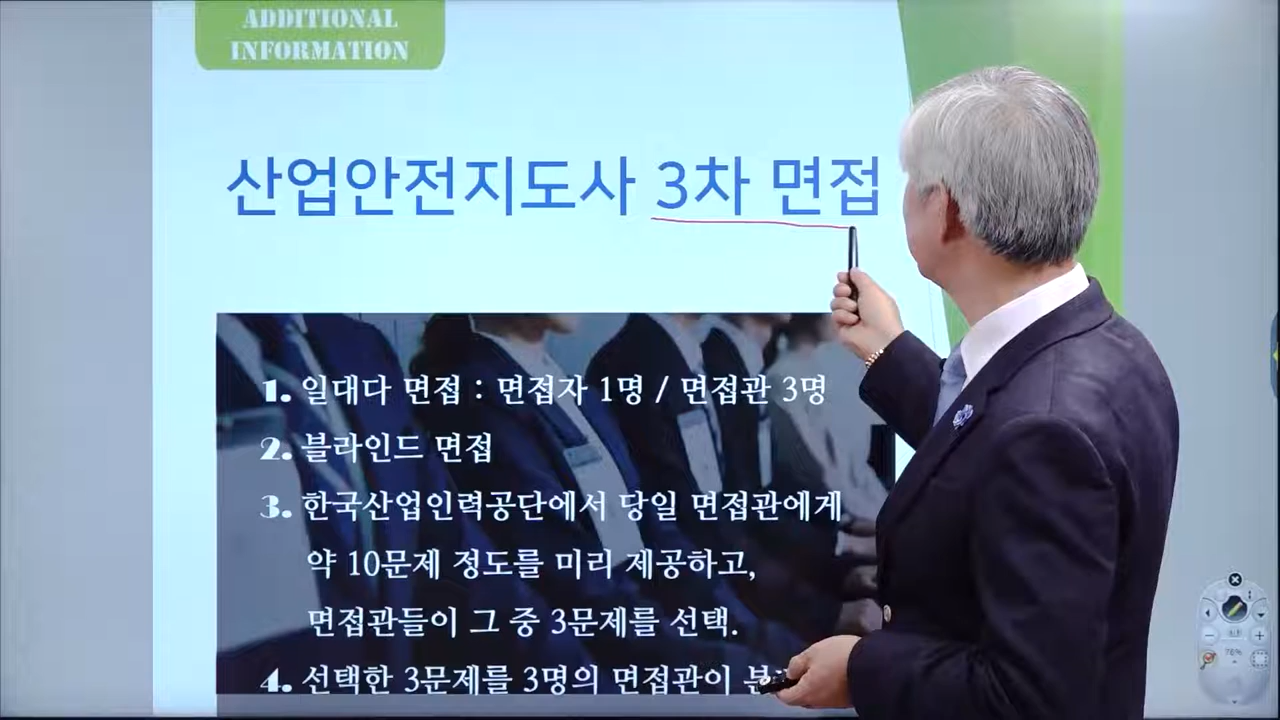 ADDITIONAL
INFORMATION
산업안전지도사 3차 면접
1. 일대다 면접 : 면접자 1명 / 면접관 3명
2. 블라인드 면접
3. 한국산업인력공단에서 당일 면접관에게
약 10문제 정도를 미리 제공하고,
면접관들이 그 중 3문제를 선택.
4. 선택한 3문제를 3명의 면접관이
78%